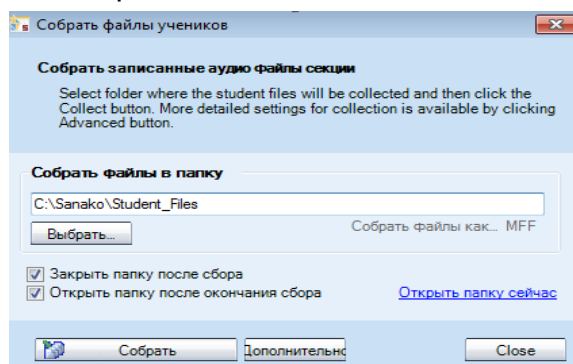 Собрать файлы учеников
Собрать записанные аудио файлы секции
Select folder where the student files will be collected and then click the
Collect button. More detailed settings for collection is available by clicking
Advanced button.
Собрать файлы в папку
C:\Sanako\Student_Files
Выбрать...
Собрать файлы как... MFF
Закрыть папку после сбора
Открыть папку после окончания сбора
Открыть папку сейчас
Собрать
Дополнительно
Close